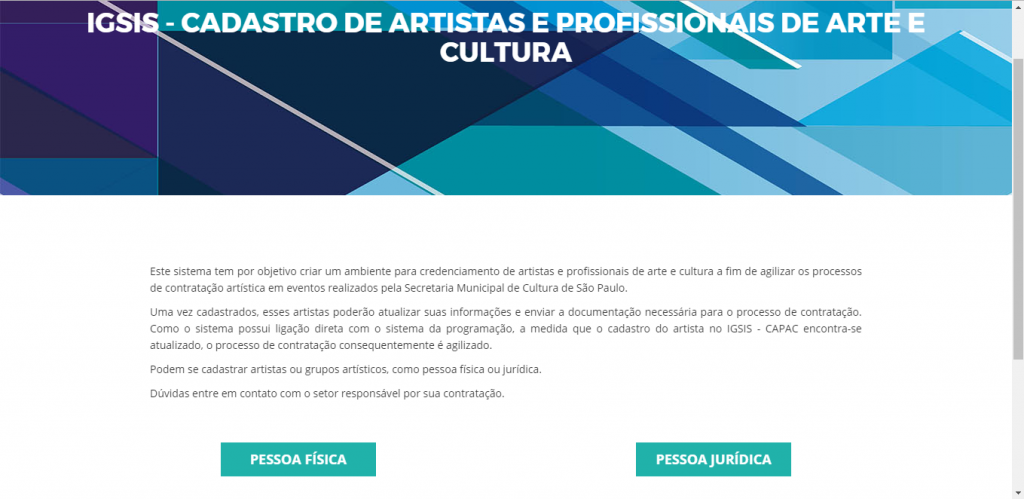 IGSIS - CADASTRO DE ARTISTAS E PROFISSIONAIS DE ARTE E
CULTURA
Este sistema tem por objetivo criar um ambiente para credenciamento de artistas e profissionais de arte e cultura a fim de agilizar os processos
de contratação artística em eventos realizados pela Secretaria Municipal de Cultura de São Paulo.
Uma vez cadastrados, esses artistas poderão atualizar suas informações e enviar a documentação necessária para o processo de contratação.
Como o sistema possui ligação direta com o sistema da programação, a medida que o cadastro do artista no IGSIS - CAPAC encontra-se
atualizado, o processo de contratação consequentemente é agilizado.
Podem se cadastrar artistas ou grupos artísticos, como pessoa física ou jurídica.
Dúvidas entre em contato com o setor responsável por sua contratação.
PESSOA FÍSICA
PESSOA JURÍDICA